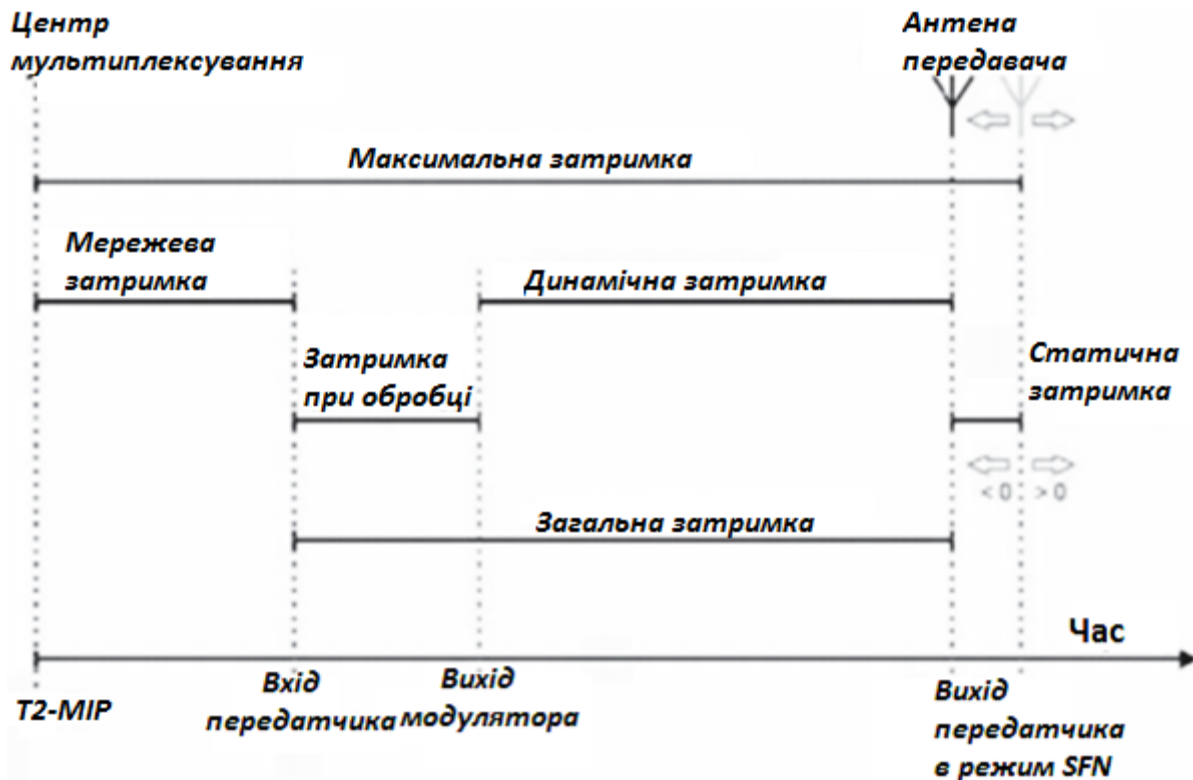 Центр
мультиплексування
Антена
передавача
Максимальна затримка
Мережева
затримка
Динамічна затримка
Затримка
при обробці
Статична
затримка
< 0 > 0
Загальна затримка
Час
T2-MIP
Вхід
передатчика
Вихід
модулятора
Вихід
передатчика
в режим SFN